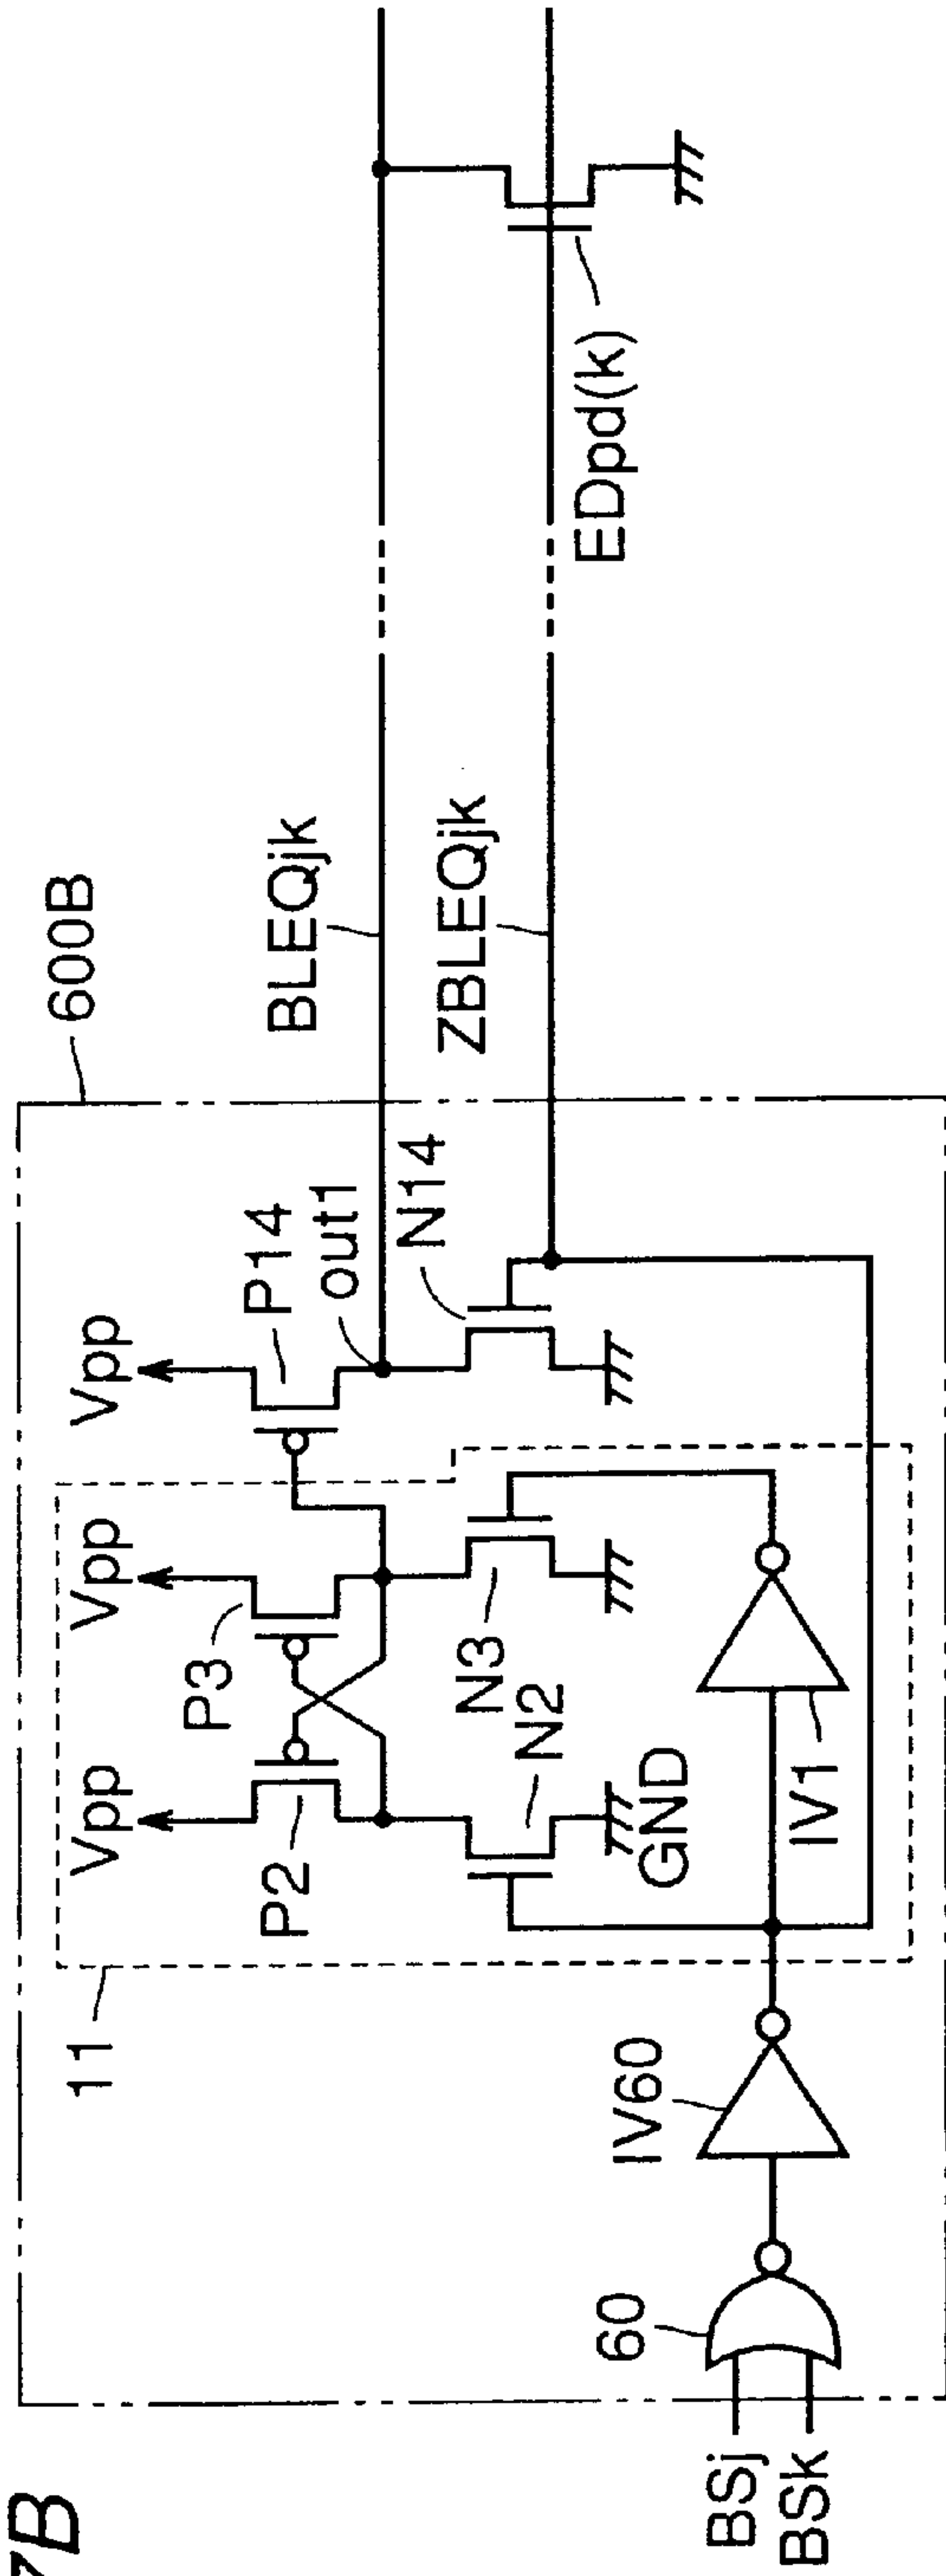 7B
600B
11
Vpp
Vpp
Vpp
P2
P3
P14
out1
N14
BLEQjk
ZBLEQjk
N3
N2
GND
IV1
IV60
60
BSj
BSk
EDpd(k)